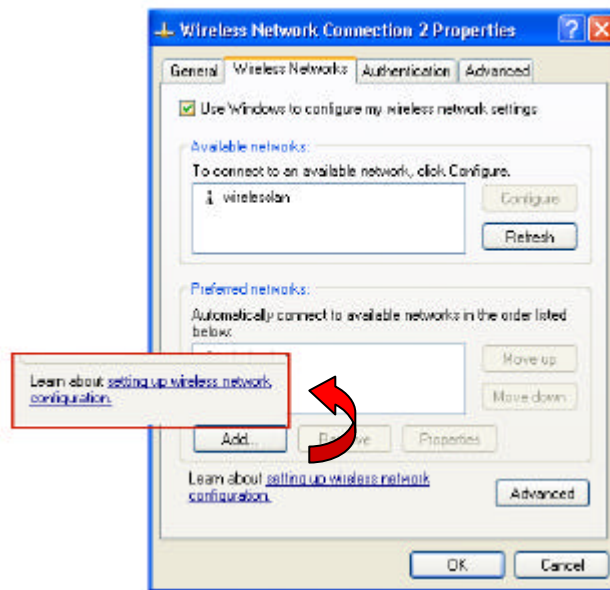 Wireless Network Connection 2 Properties
General Wireless Networks Authentication Advanced
Use Windows to configure my wireless network settings
Available networks:
To connect to an available network, click Configure.
wirelesslan
Configure
Refresh
Preferred networks:
Automatically connect to available networks in the order listed
below:
Move up
Move down
Learn about setting up wireless network
configuration.
Add... Properties
Learn about setting up wireless network
configuration.
Advanced
OK Cancel